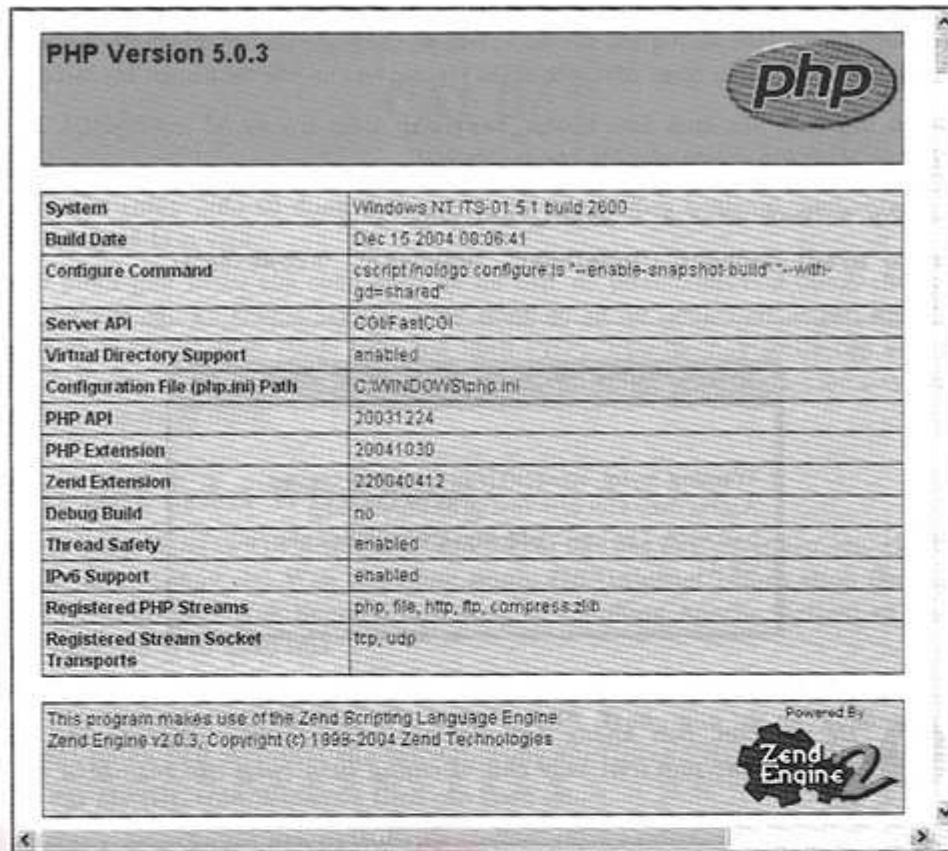 PHP Version 5.0.3
php
System Windows NT ITS-01 5.1 build 2600
Build Date Dec 15 2004 08:06:41
Configure Command cscript /nologo configure.js "--enable-snapshot-build" "--with-
gd=shared"
Server API CGI/FastCGI
Virtual Directory Support enabled
Configuration File (php.ini) Path C:\WINDOWS\php.ini
PHP API 20031224
PHP Extension 20041030
Zend Extension 220040412
Debug Build no
Thread Safety enabled
IPv6 Support enabled
Registered PHP Streams php, file, http, ftp, compress.zlib
Registered Stream Socket tcp, udp
Transports
This program makes use of the Zend Scripting Language Engine:
Zend Engine v2.0.3, Copyright (c) 1998-2004 Zend Technologies
Powered By
Zend
Engine 2